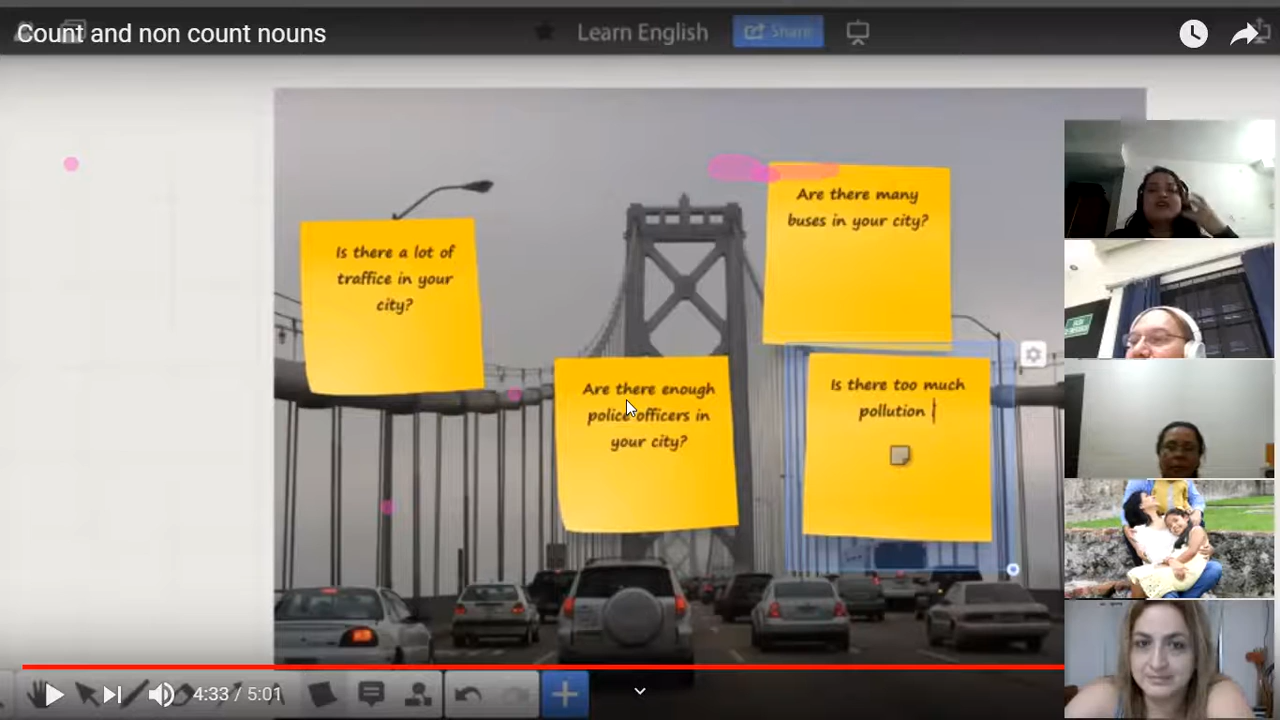 Count and non count nouns
Learn English
Share
Are there many
buses in your city?
Is there a lot of
traffice in your
city?
Are there enough
police officers in
your city?
Is there too much
pollution
4:33 / 5:01